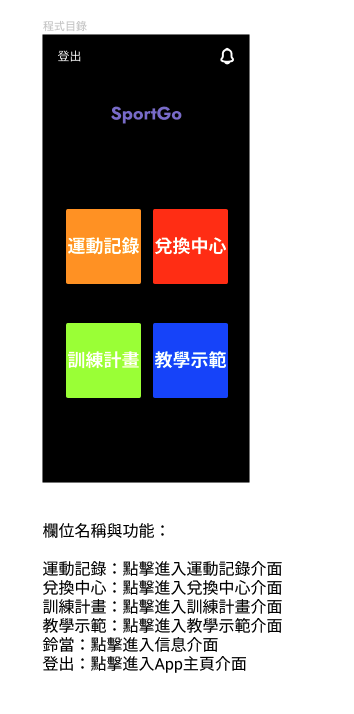 程式目錄
登出
SportGo
運動記錄 兌換中心
訓練計畫 教學示範
欄位名稱與功能：
運動記錄：點擊進入運動記錄介面
兌換中心：點擊進入兌換中心介面
訓練計畫：點擊進入訓練計畫介面
教學示範：點擊進入教學示範介面
鈴當：點擊進入信息介面
登出：點擊進入App主頁介面